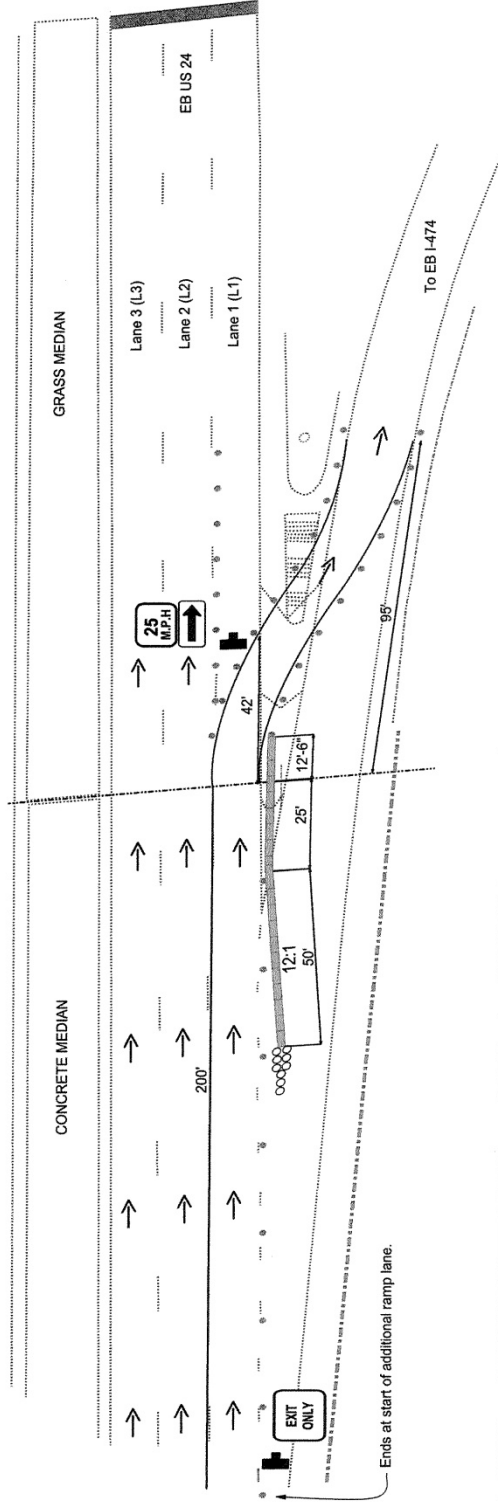 GRASS MEDIAN
CONCRETE MEDIAN
EB US 24
Lane 3 (L3)
Lane 2 (L2)
Lane 1 (L1)
To EB I-474
25
M.P.H
42'
95'
12'-6"
25'
12:1
50'
200'
EXIT
ONLY
Ends at start of additional ramp lane.